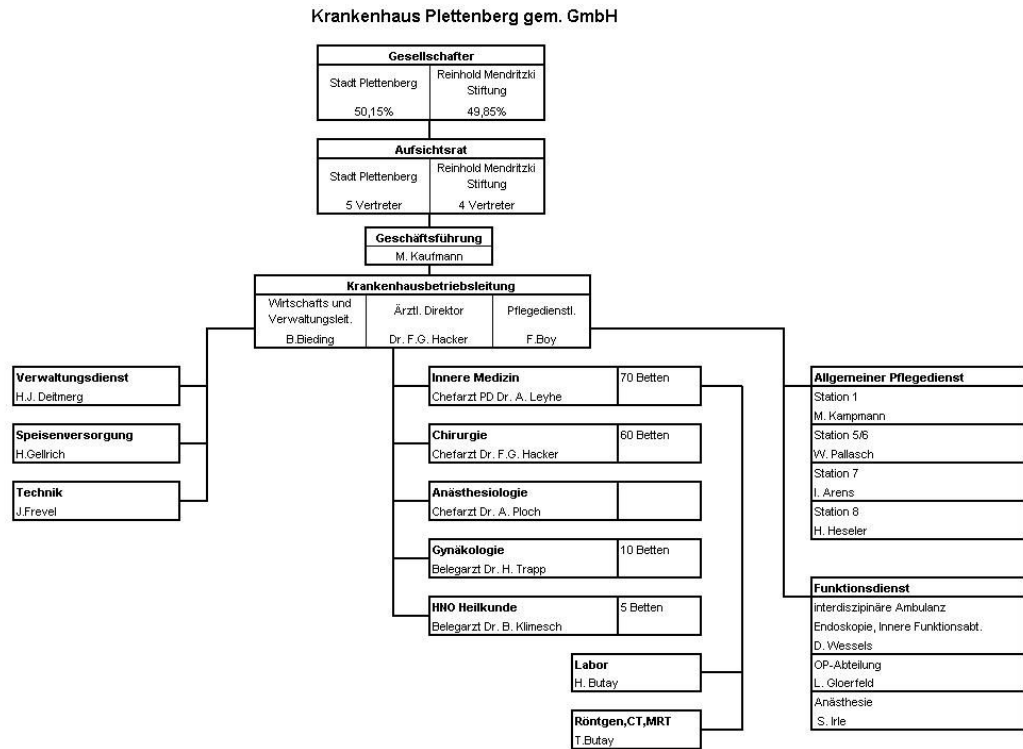 Krankenhaus Plettenberg gem. GmbH
Gesellschafter
Stadt Plettenberg
Reinhold Mendritzki
Stiftung
50,15%
49,85%
Aufsichtsrat
Stadt Plettenberg
Reinhold Mendritzki
Stiftung
5 Vertreter
4 Vertreter
Geschäftsführung
M. Kaufmann
Krankenhausbetriebsleitung
Wirtschafts und
Verwaltungsleit.
B.Bieding
Ärztl. Direktor
Dr. F.G. Hacker
Pflegedienstl.
F.Boy
Verwaltungsdienst
H.J. Deitmerg
Speisenversorgung
H.Gellrich
Technik
J.Frevel
Innere Medizin
70 Betten
Chefarzt PD Dr. A. Leyhe
Chirurgie
60 Betten
Chefarzt Dr. F.G. Hacker
Anästhesiologie
Chefarzt Dr. A. Ploch
Gynäkologie
10 Betten
Belegarzt Dr. H. Trapp
HNO Heilkunde
5 Betten
Belegarzt Dr. B. Klimesch
Labor
H. Butay
Röntgen,CT,MRT
T.Butay
Allgemeiner Pflegedienst
Station 1
M. Kampmann
Station 5/6
W. Pallasch
Station 7
I. Arens
Station 8
H. Heseler
Funktionsdienst
interdiszipinäre Ambulanz
Endoskopie, Innere Funktionsabt.
D. Wessels
OP-Abteilung
L. Gloerfeld
Anästhesie
S. Irle